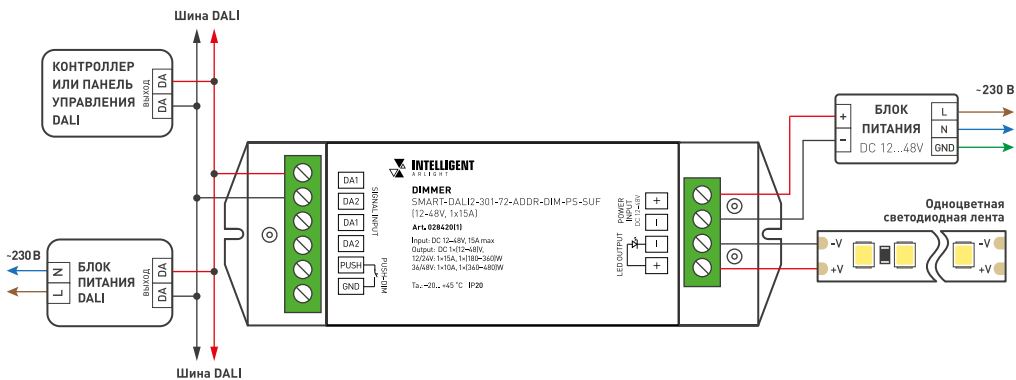 Шина DALI
КОНТРОЛЛЕР
ИЛИ ПАНЕЛЬ
УПРАВЛЕНИЯ
DALI
ВЫХОД
DA
DA
~230 В
N
L
БЛОК
ПИТАНИЯ
DALI
ВЫХОД
DA
DA
Шина DALI
DA1
DA2
DA1
DA2
PUSH
GND
SIGNAL INPUT
PUSH-DIM
INTELLIGENT
ARLIGHT
DIMMER
SMART-DALI2-301-72-ADDR-DIM-PS-SUF
(12-48V, 1x15A)
Art. 028420(1)
Input: DC 12-48V, 15A max
Output: DC 1×(12-48)V,
12/24V: 1×15A, 1×(180-360)W
36/48V: 1×10A, 1×(360-480)W
Ta.: -20... +45 °C IP20
POWER
INPUT
DC 12-48V
LED OUTPUT
+
–
–
+
+
–
БЛОК
ПИТАНИЯ
DC 12...48V
L
N
GND
~230 В
Одноцветная
светодиодная лента
-V
+V
-V
+V